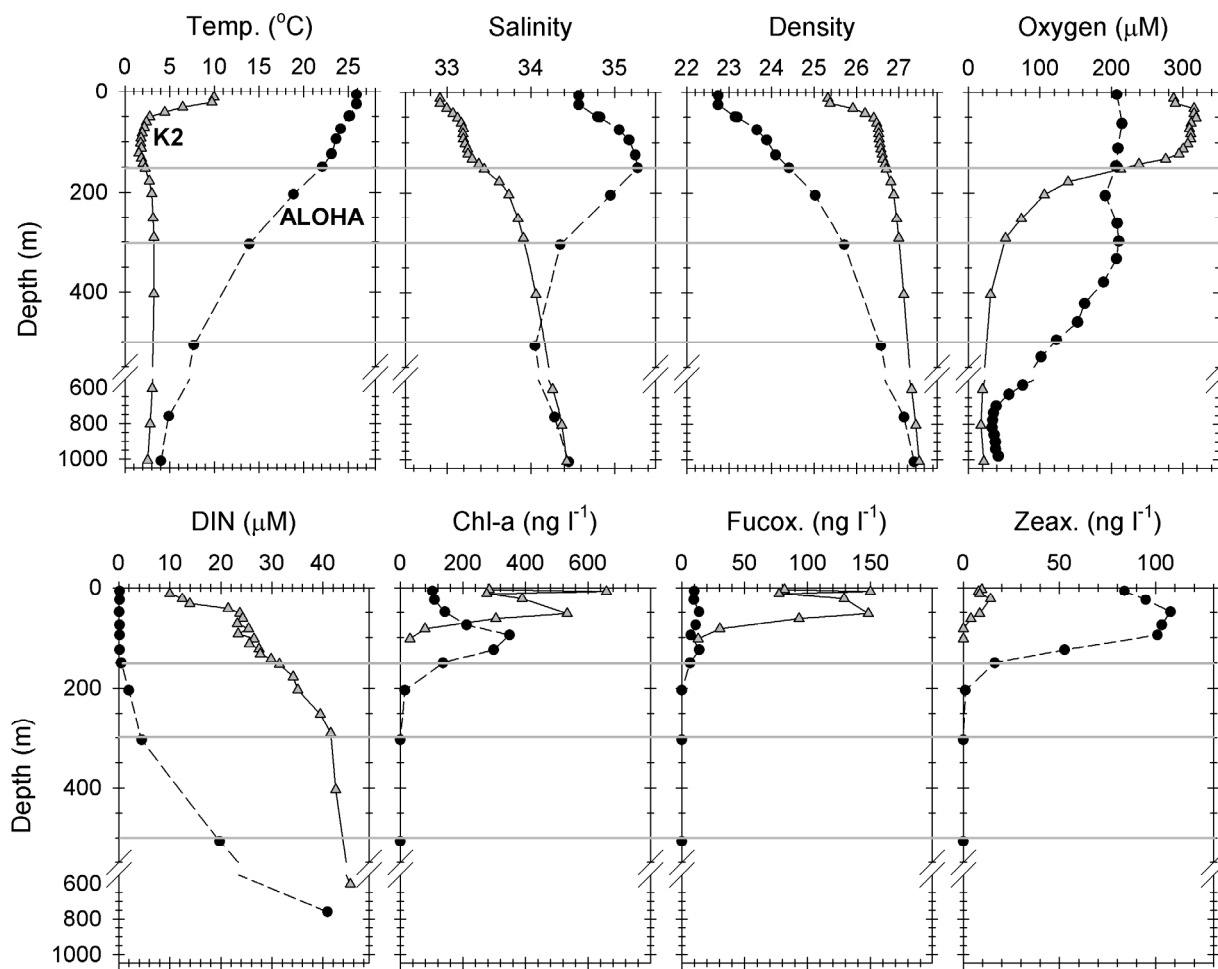 Temp. (°C) Salinity Density Oxygen (μM)
0 5 10 15 20 25 33 34 35 22 23 24 25 26 27 0 100 200 300
0
K2
200
ALOHA
Depth (m)
400
600
800
1000
DIN (μM) Chl-a (ng l⁻¹) Fucox. (ng l⁻¹) Zeax. (ng l⁻¹)
0 10 20 30 40 0 200 400 600 0 50 100 150 0 50 100
0
200
Depth (m)
400
600
800
1000